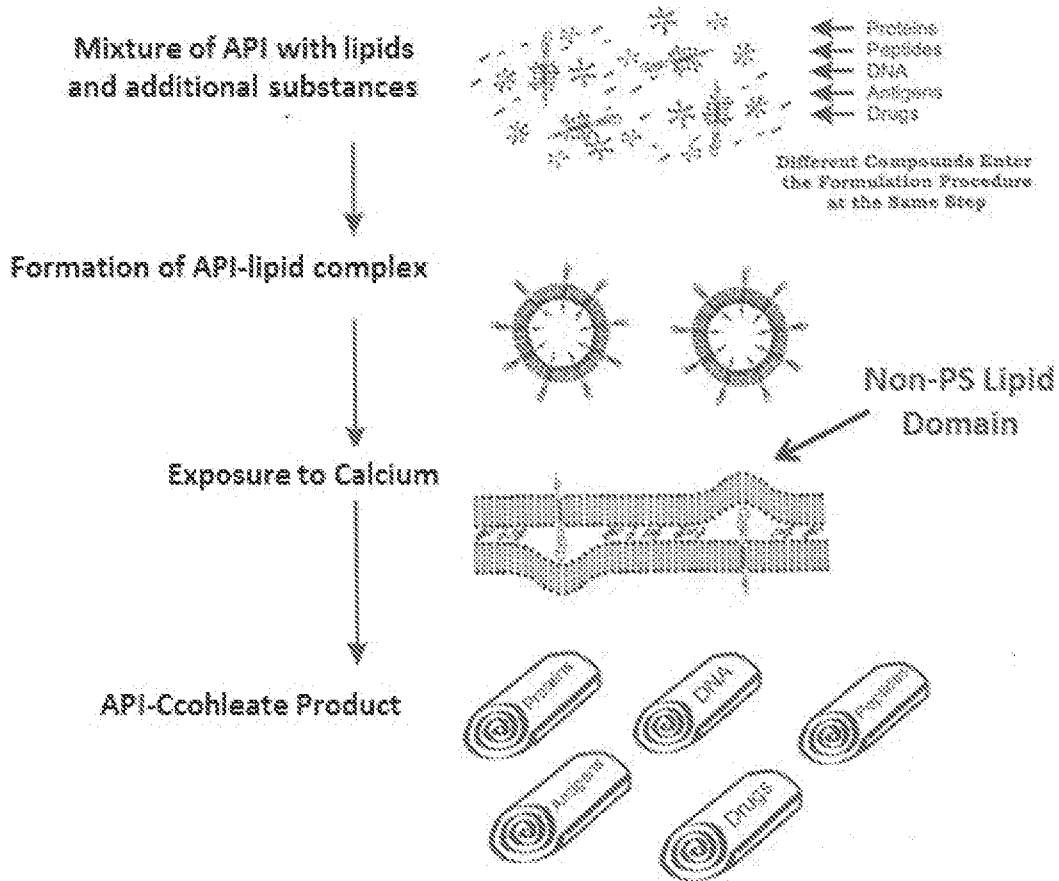 Mixture of API with lipids
and additional substances
Proteins
Peptides
DNA
Antigens
Drugs
Different Compounds Enter
the Formulation Procedure
at the Same Step
Formation of API-lipid complex
Non-PS Lipid
Domain
Exposure to Calcium
API-Ccohleate Product
Proteins
DNA
Peptides
Antigens
Drugs